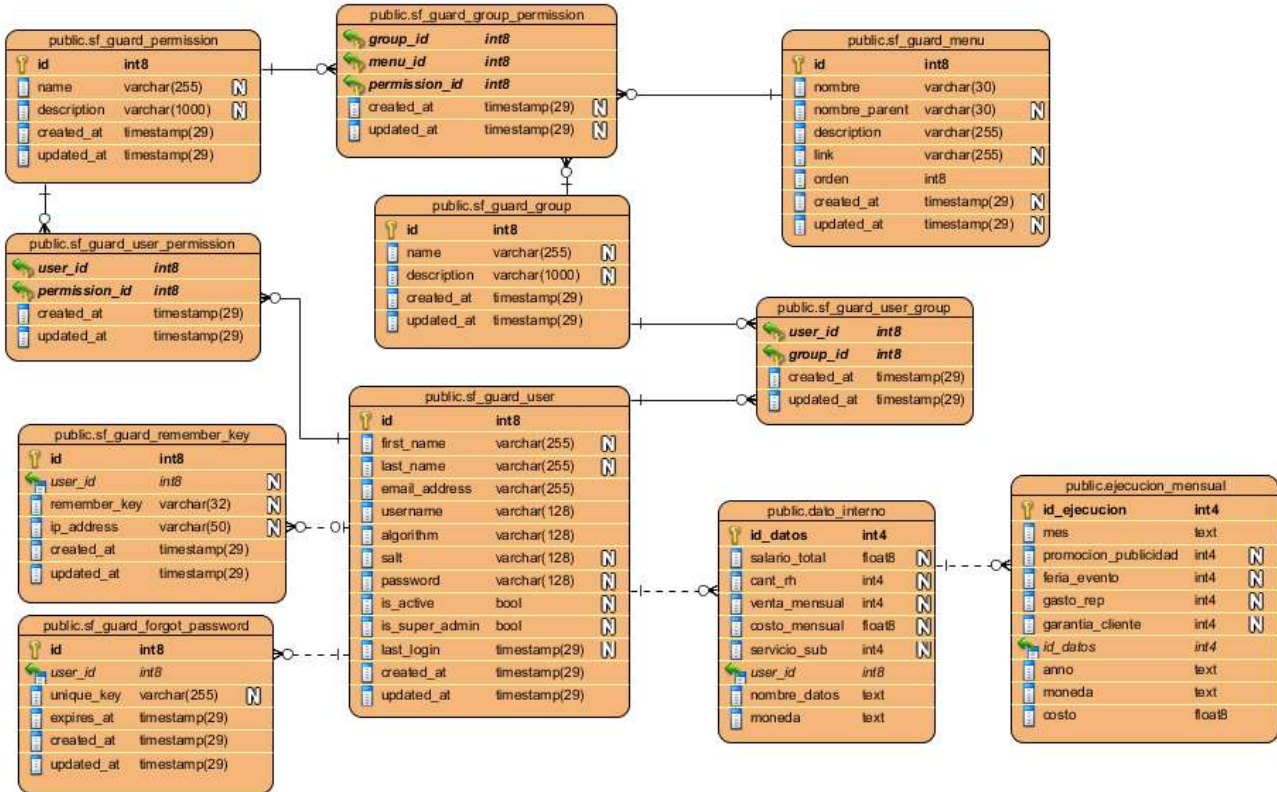 public.sf_guard_permission
id int8
name varchar(255) N
description varchar(1000) N
created_at timestamp(29)
updated_at timestamp(29)
public.sf_guard_group_permission
group_id int8
menu_id int8
permission_id int8
created_at timestamp(29) N
updated_at timestamp(29) N
public.sf_guard_menu
id int8
nombre varchar(30)
nombre_parent varchar(30) N
description varchar(255)
link varchar(255) N
orden int8
created_at timestamp(29) N
updated_at timestamp(29) N
public.sf_guard_group
id int8
name varchar(255) N
description varchar(1000) N
created_at timestamp(29)
updated_at timestamp(29)
public.sf_guard_user_permission
user_id int8
permission_id int8
created_at timestamp(29)
updated_at timestamp(29)
public.sf_guard_user_group
user_id int8
group_id int8
created_at timestamp(29)
updated_at timestamp(29)
public.sf_guard_user
id int8
first_name varchar(255) N
last_name varchar(255) N
email_address varchar(255)
username varchar(128)
algorithm varchar(128)
salt varchar(128) N
password varchar(128) N
is_active bool N
is_super_admin bool N
last_login timestamp(29) N
created_at timestamp(29)
updated_at timestamp(29)
public.sf_guard_remember_key
id int8
user_id int8 N
remember_key varchar(32) N
ip_address varchar(50) N
created_at timestamp(29)
updated_at timestamp(29)
public.sf_guard_forgot_password
id int8
user_id int8
unique_key varchar(255) N
expires_at timestamp(29)
created_at timestamp(29)
updated_at timestamp(29)
public.dato_interno
id_datos int4
salario_total float8 N
cant_rh int4 N
venta_mensual int4 N
costo_mensual float8 N
servicio_sub int4 N
user_id int8
nombre_datos text
moneda text
public.ejecucion_mensual
id_ejecucion int4
mes text
promocion_publicidad int4 N
feria_evento int4 N
gasto_rep int4 N
garantia_cliente int4 N
id_datos int4
anno text
moneda text
costo float8